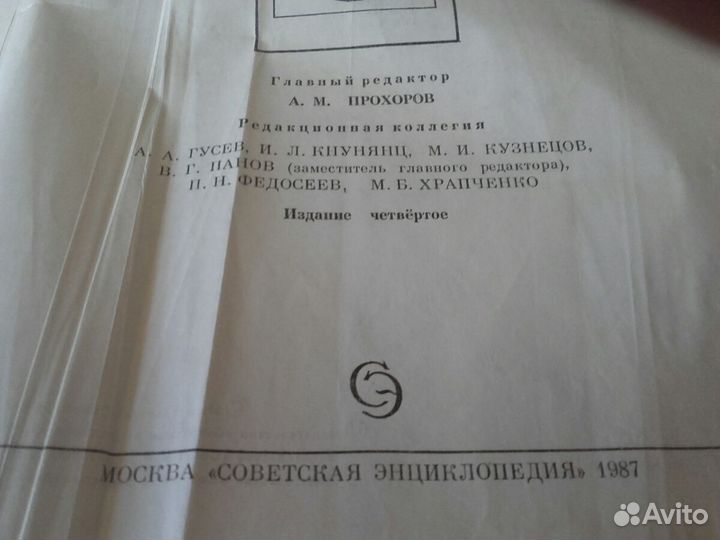 Главный редактор
А. М. ПРОХОРОВ
Редакционная коллегия
А. А. ГУСЕВ, И. Л. КНУНЯНЦ, М. И. КУЗНЕЦОВ,
В. Г. ПАНОВ (заместитель главного редактора),
П. Н. ФЕДОСЕЕВ, М. Б. ХРАПЧЕНКО
Издание четвёртое
СЭ
МОСКВА «СОВЕТСКАЯ ЭНЦИКЛОПЕДИЯ» 1987
Avito